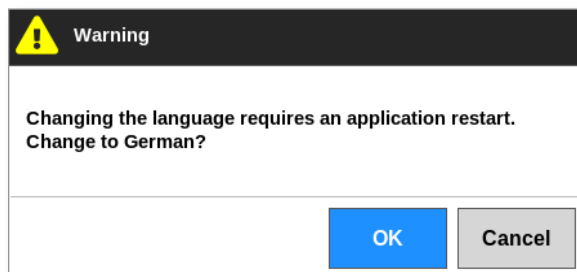 Warning
Changing the language requires an application restart.
Change to German?
OK
Cancel